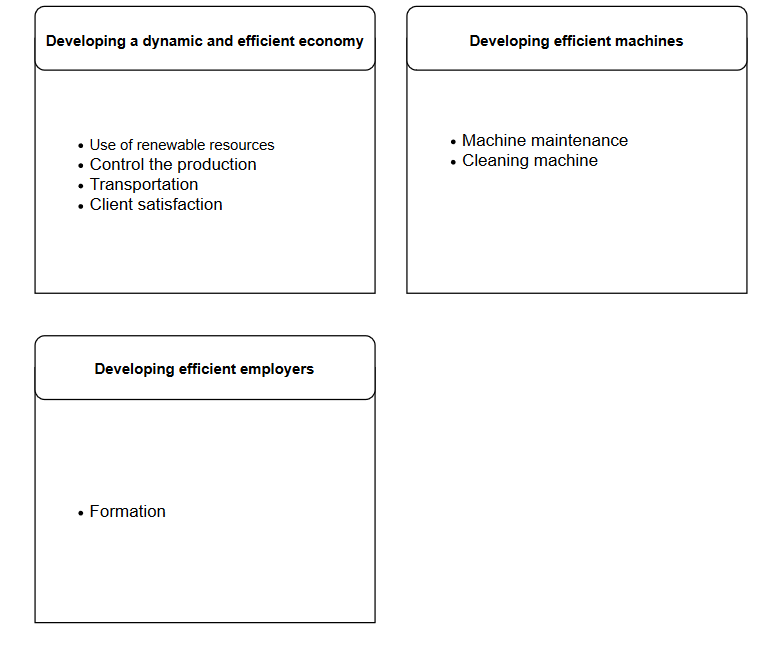 Developing a dynamic and efficient economy
• Use of renewable resources
• Control the production
• Transportation
• Client satisfaction
Developing efficient machines
• Machine maintenance
• Cleaning machine
Developing efficient employers
• Formation